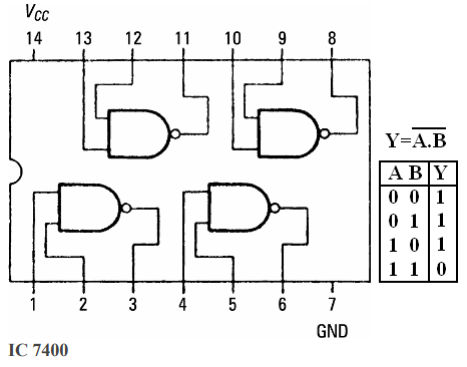 VCC
14 13 12 11 10 9 8
Y=A.B
A B Y
0 0 1
0 1 1
1 0 1
1 1 0
1 2 3 4 5 6 7
GND
IC 7400